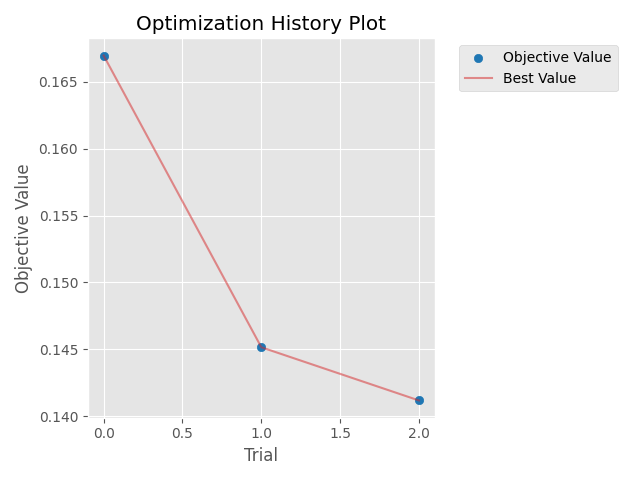 Optimization History Plot
Objective Value
Best Value
0.165
0.160
0.155
0.150
0.145
0.140
Objective Value
0.0
0.5
1.0
1.5
2.0
Trial